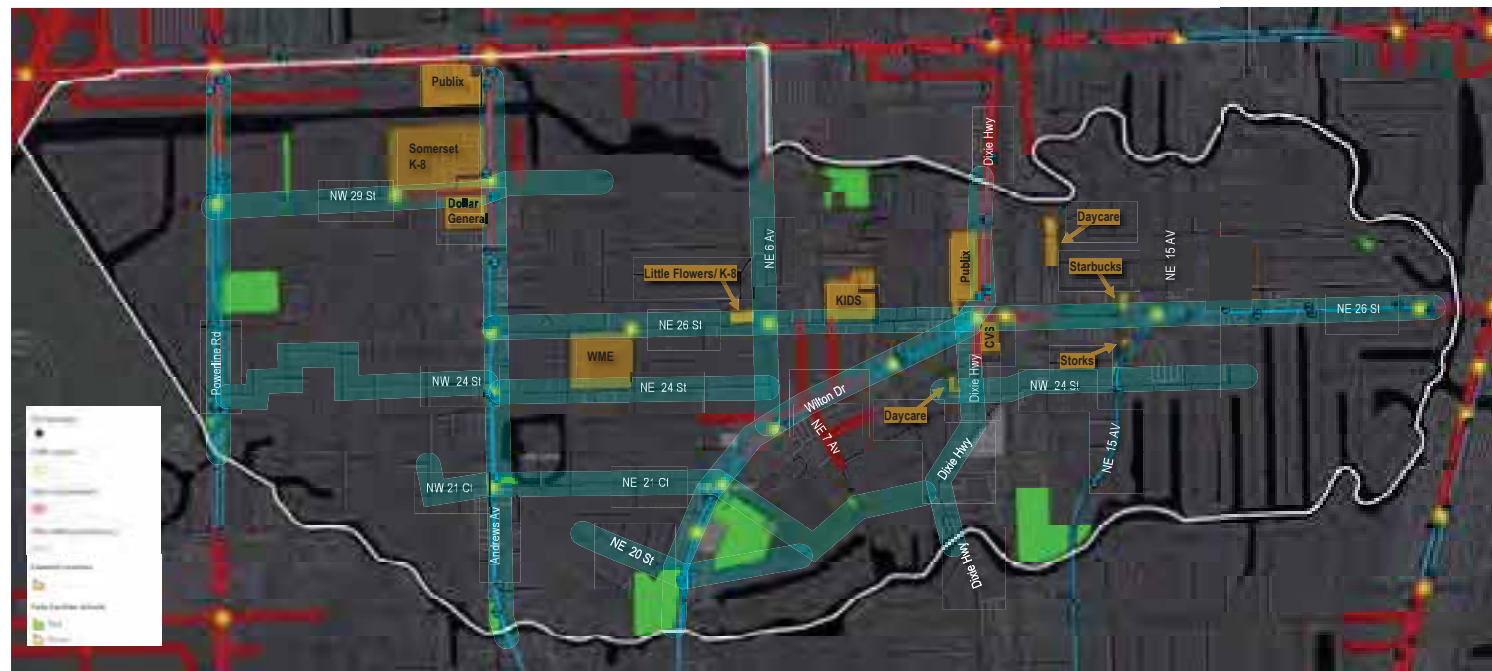 Publix
Somerset
K-8
Dixie Hwy
NW 29 St
Dollar
General
Daycare
NE 6 Av
NE 15 AV
Publix
Starbucks
Little Flowers/ K-8
KIDS
NE 26 St
NE 26 St
CVS
Powerline Rd
WME
Storks
NW 24 St
NE 24 St
Dixie Hwy
NW 24 St
Wilton Dr
Daycare
NE 7 Av
NE 15 AV
Dixie Hwy
NW 21 Ct
NE 21 Ct
Andrews Av
NE 20 St
Dixie Hwy